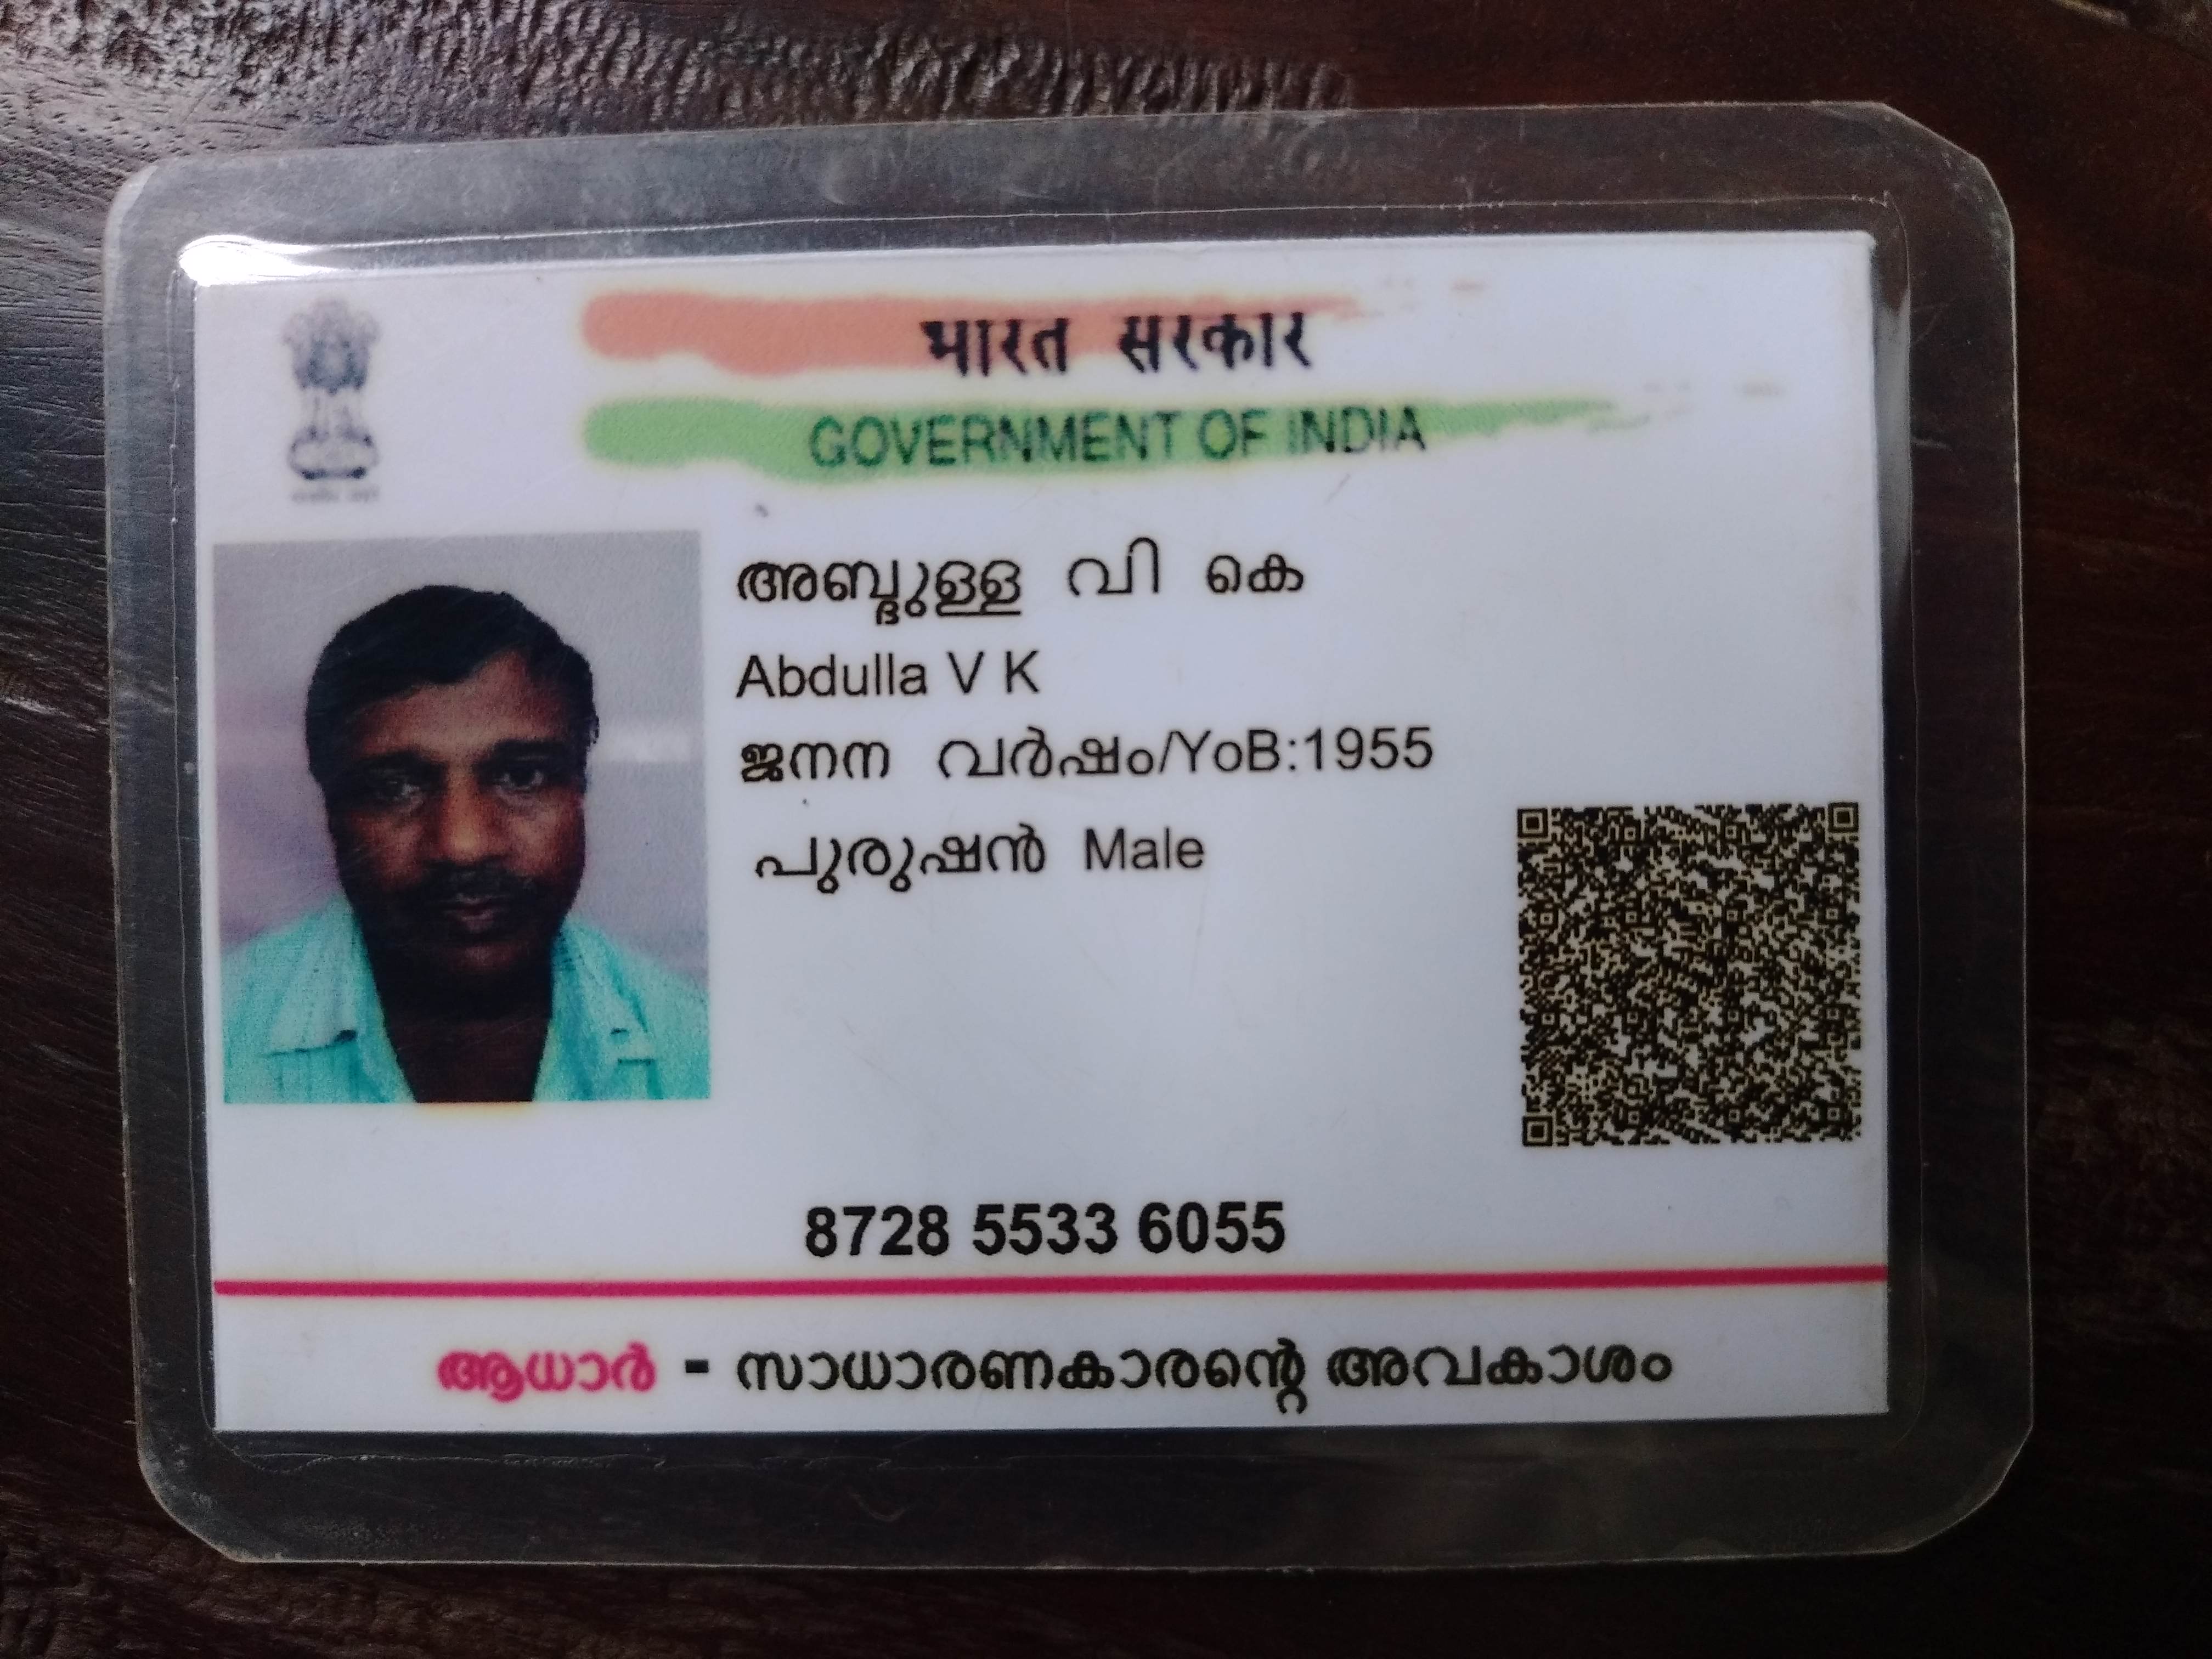 भारत सरकार
GOVERNMENT OF INDIA
അബ്ദുള്ള വി കെ
Abdulla V K
ജനന വർഷം/YoB:1955
പുരുഷൻ Male
8728 5533 6055
ആധാർ - സാധാരണകാരന്റെ അവകാശം